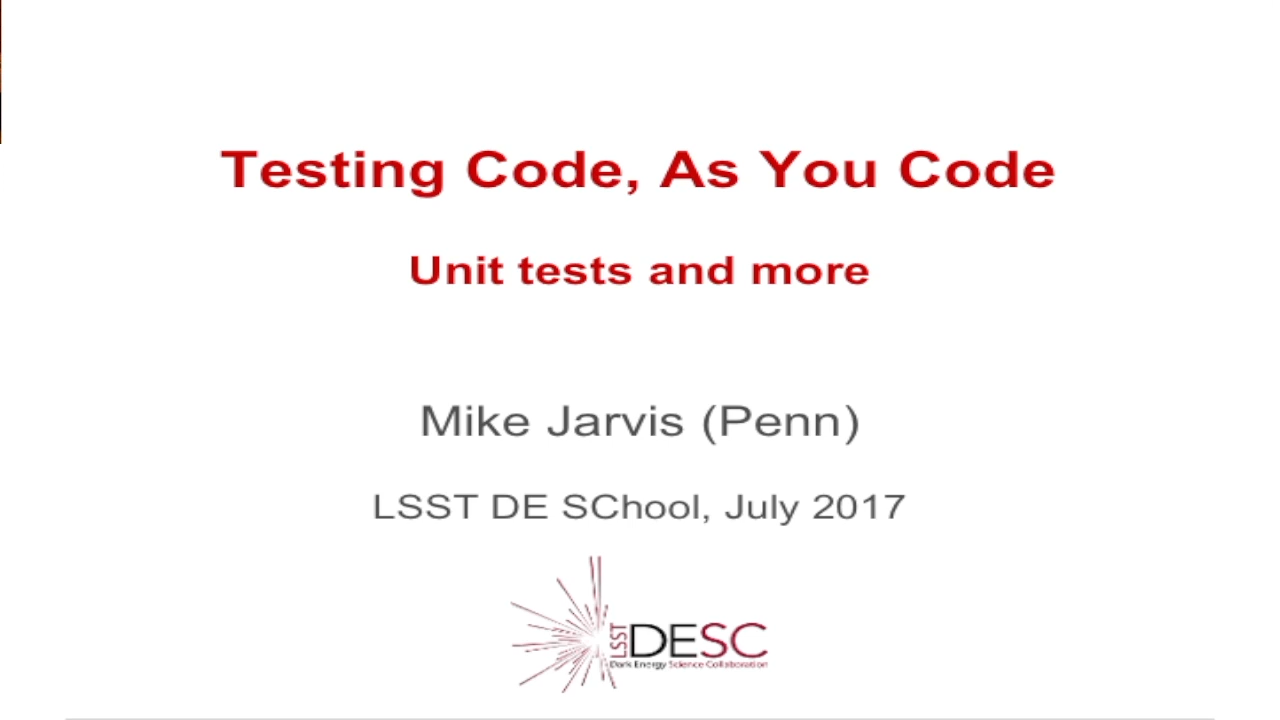 Testing Code, As You Code
Unit tests and more
Mike Jarvis (Penn)
LSST DE SChool, July 2017
LSST DESC
Dark Energy Science Collaboration